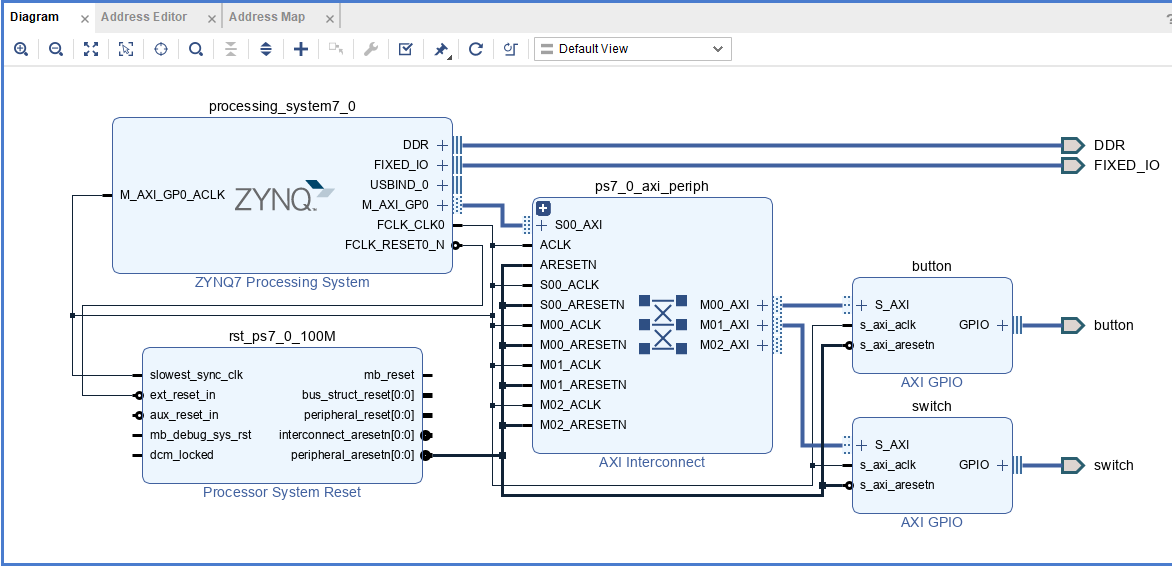 Diagram
Address Editor
Address Map
?
Default View
processing_system7_0
M_AXI_GP0_ACLK
ZYNQ
DDR
FIXED_IO
USBIND_0
M_AXI_GP0
FCLK_CLK0
FCLK_RESET0_N
ZYNQ7 Processing System
DDR
FIXED_IO
ps7_0_axi_periph
S00_AXI
ACLK
ARESETN
S00_ACLK
S00_ARESETN
M00_ACLK
M00_ARESETN
M01_ACLK
M01_ARESETN
M02_ACLK
M02_ARESETN
M00_AXI
M01_AXI
M02_AXI
AXI Interconnect
rst_ps7_0_100M
slowest_sync_clk
ext_reset_in
aux_reset_in
mb_debug_sys_rst
dcm_locked
mb_reset
bus_struct_reset[0:0]
peripheral_reset[0:0]
interconnect_aresetn[0:0]
peripheral_aresetn[0:0]
Processor System Reset
button
S_AXI
s_axi_aclk
s_axi_aresetn
GPIO
AXI GPIO
button
switch
S_AXI
s_axi_aclk
s_axi_aresetn
GPIO
AXI GPIO
switch